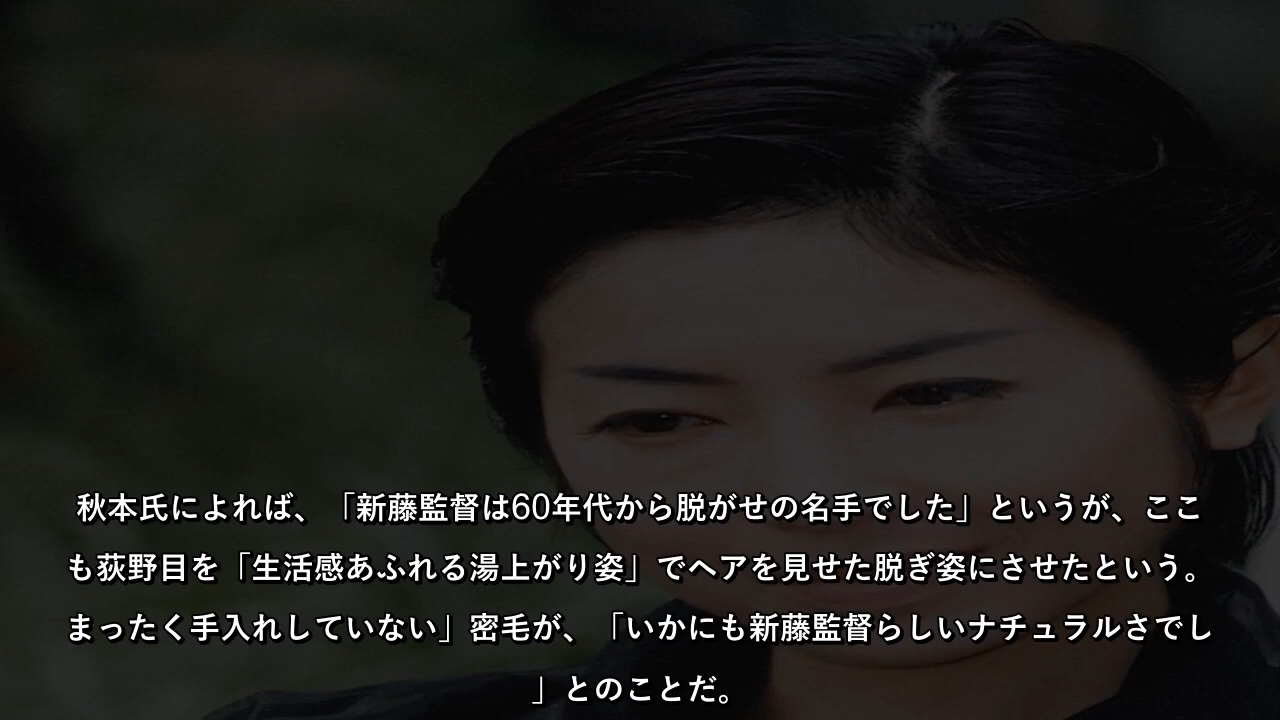 秋本氏によれば、「新藤監督は60年代から脱がせの名手でした」というが、ここ
も荻野目を「生活感あふれる湯上がり姿」でヘアを見せた脱ぎ姿にさせたという。
まったく手入れしていない」密毛が、「いかにも新藤監督らしいナチュラルさでし
」とのことだ。